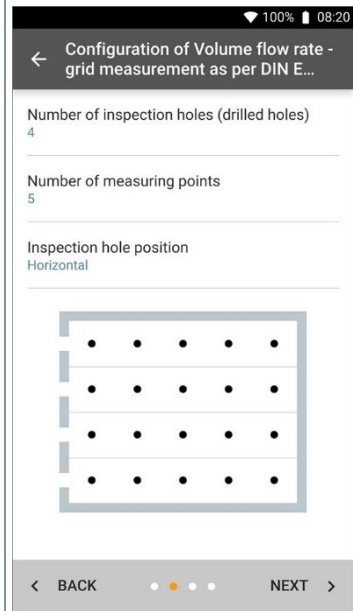 100% 08:20
Configuration of Volume flow rate -
grid measurement as per DIN E...
Number of inspection holes (drilled holes)
4
Number of measuring points
5
Inspection hole position
Horizontal
BACK NEXT